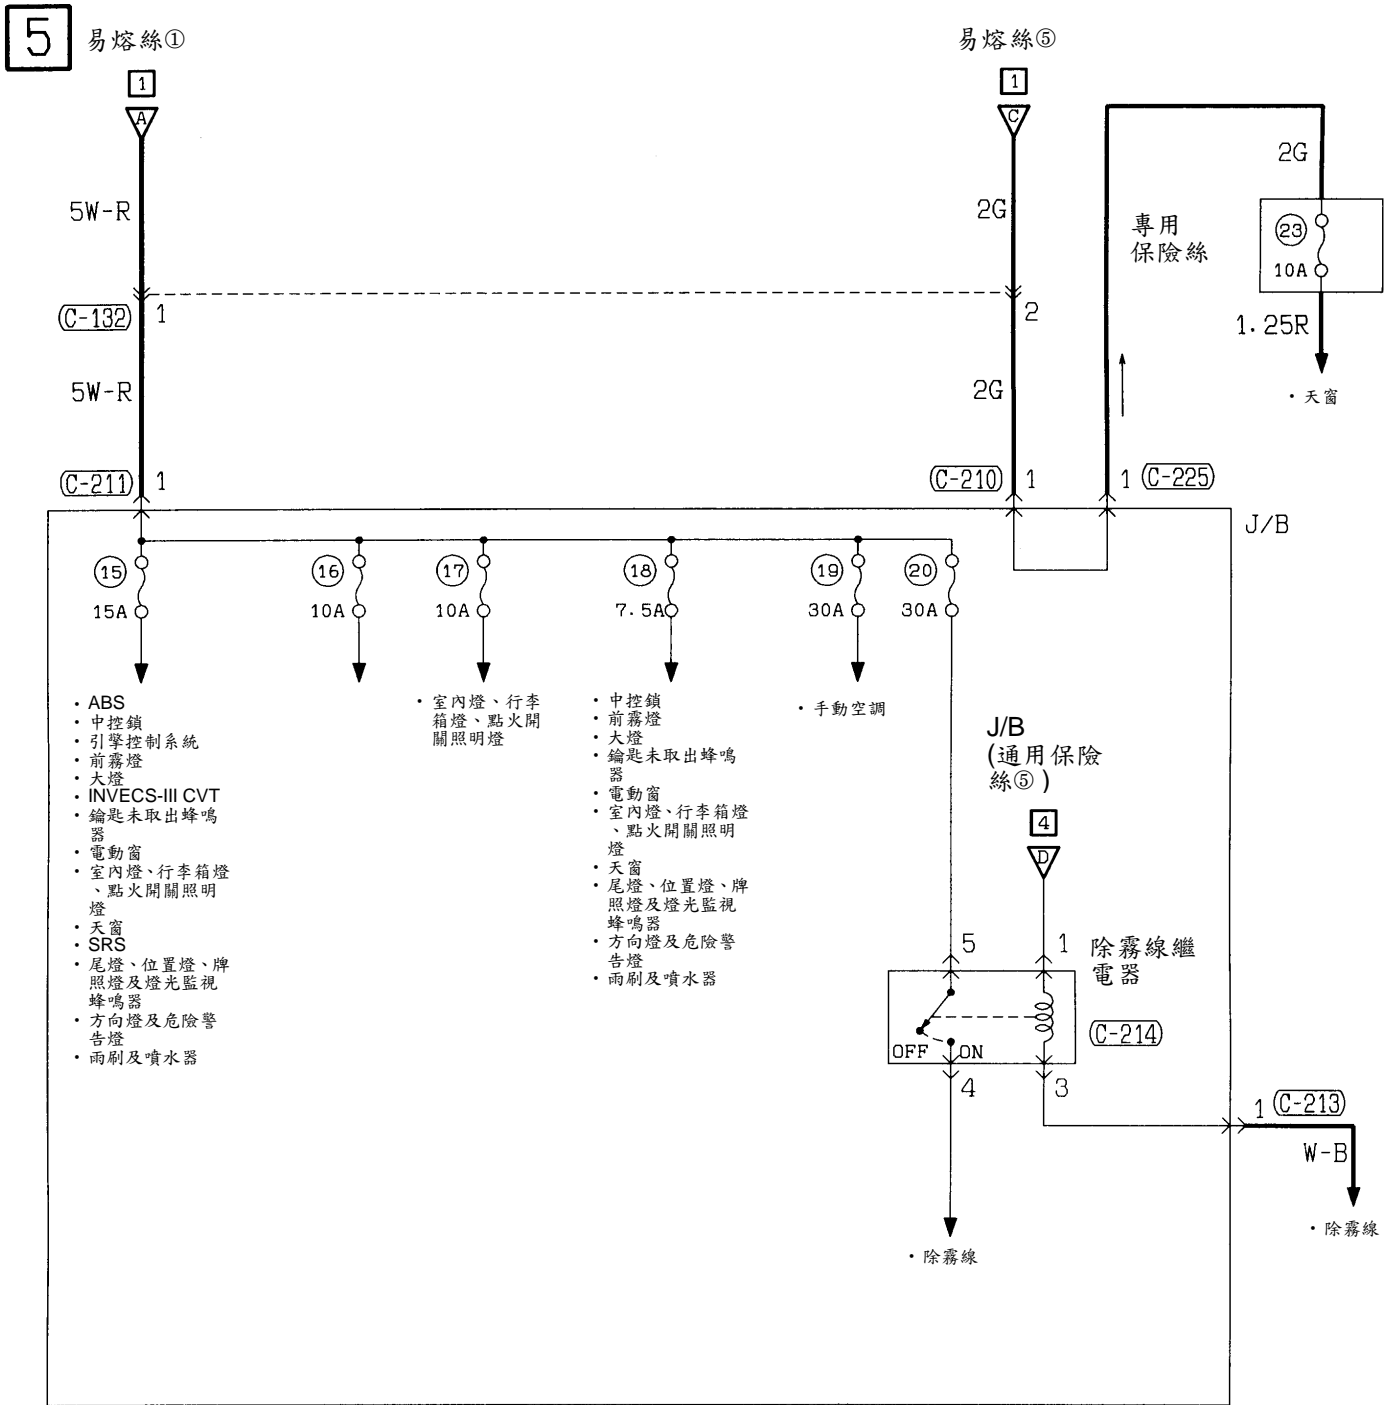 5
易熔絲①
易熔絲⑤
1
1
A
C
2G
5W-R
2G
專用
保險絲
23
10A
(C-132)
1
2
1.25R
5W-R
2G
・天窗
(C-211)
1
(C-210)
1
1
(C-225)
J/B
15
16
17
18
19
20
15A
10A
10A
7.5A
30A
30A
・ABS
・中控鎖
・引擎控制系統
・前霧燈
・大燈
・INVECS-III CVT
・鑰匙未取出蜂鳴
器
・電動窗
・室內燈、行李箱燈
、點火開關照明
燈
・天窗
・SRS
・尾燈、位置燈、牌
照燈及燈光監視
蜂鳴器
・方向燈及危險警
告燈
・雨刷及噴水器
・室內燈、行李
箱燈、點火開
關照明燈
・中控鎖
・前霧燈
・大燈
・鑰匙未取出蜂鳴
器
・電動窗
・室內燈、行李箱燈
、點火開關照明
燈
・天窗
・尾燈、位置燈、牌
照燈及燈光監視
蜂鳴器
・方向燈及危險警
告燈
・雨刷及噴水器
・手動空調
J/B
(通用保險
絲⑤)
4
D
5
1
除霧線繼
電器
(C-214)
OFF
ON
4
3
1
(C-213)
W-B
・除霧線
・除霧線